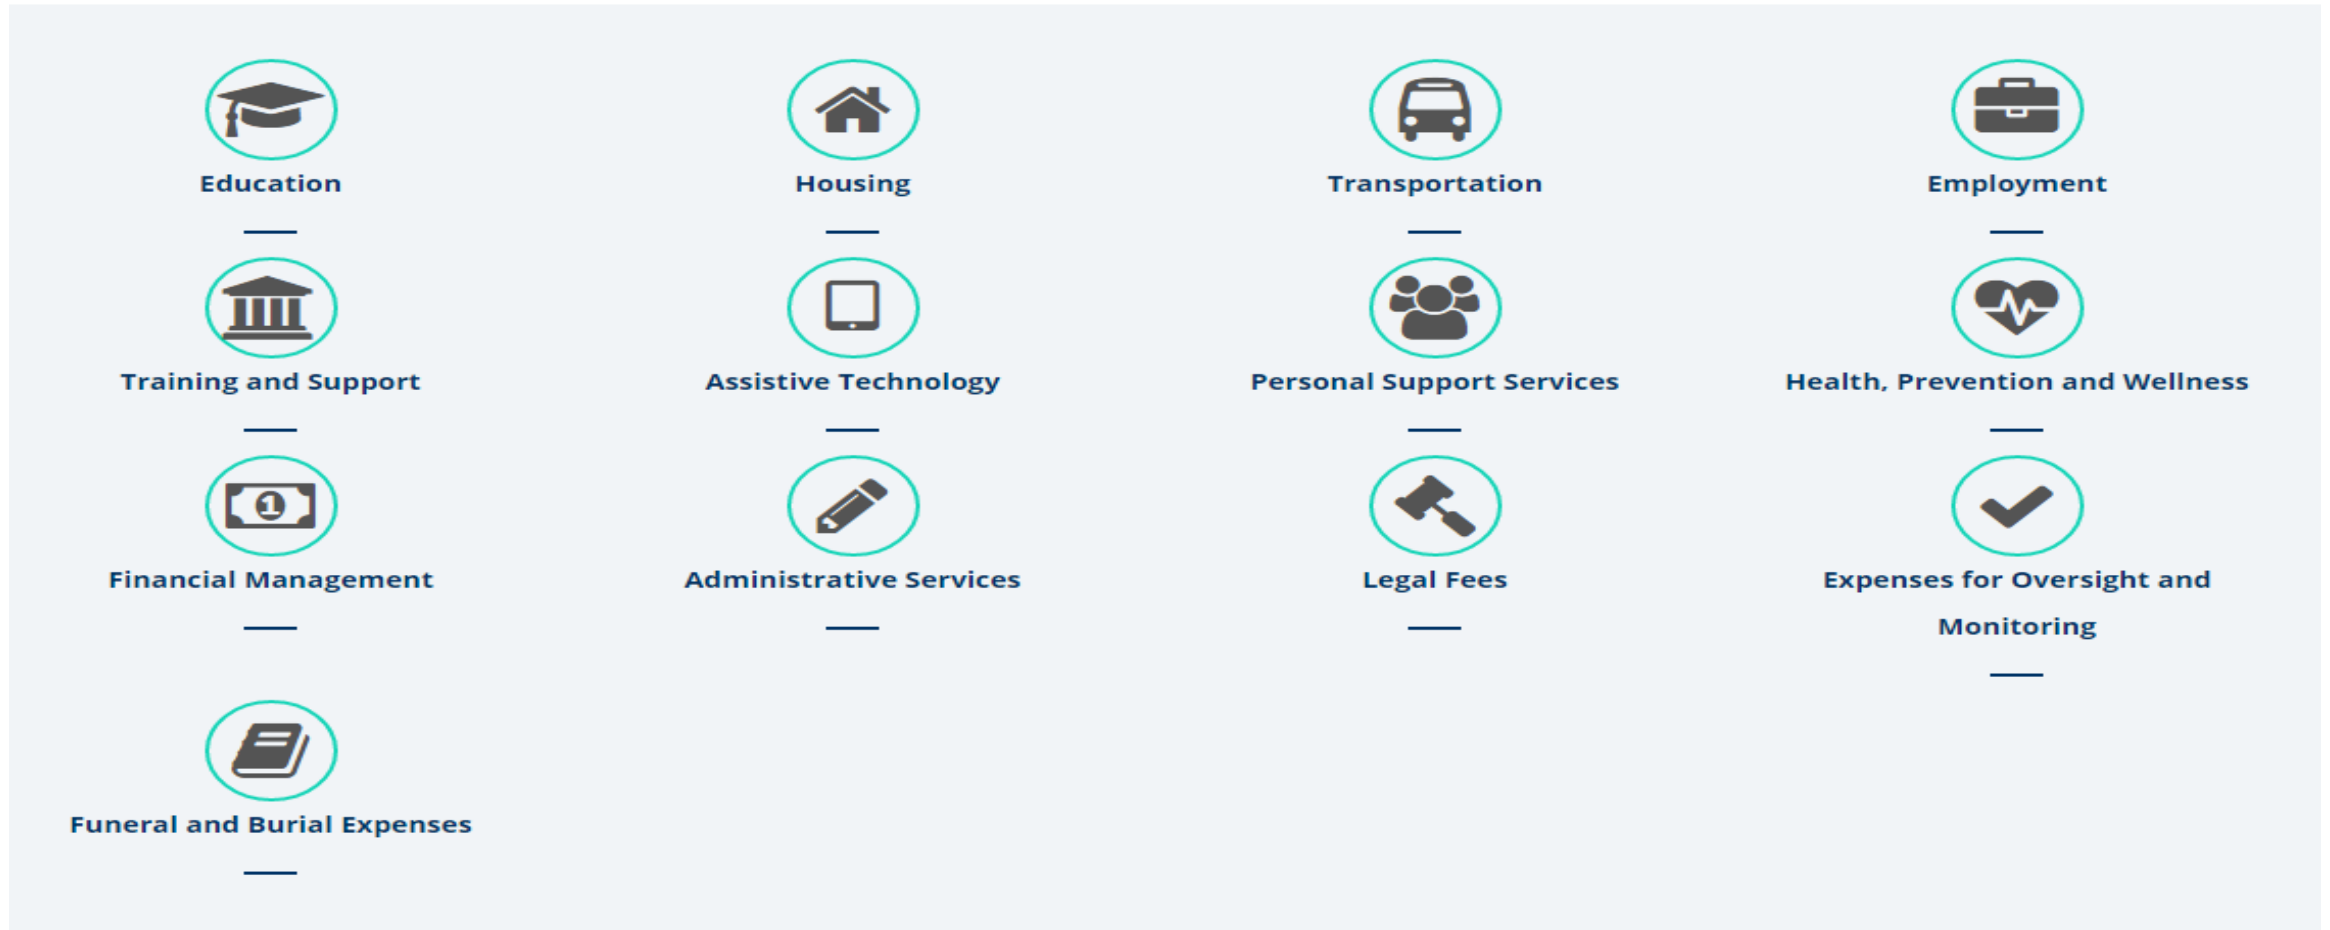 Education
Housing
Transportation
Employment
Training and Support
Assistive Technology
Personal Support Services
Health, Prevention and Wellness
1
Financial Management
Administrative Services
Legal Fees
Expenses for Oversight and
Monitoring
Funeral and Burial Expenses